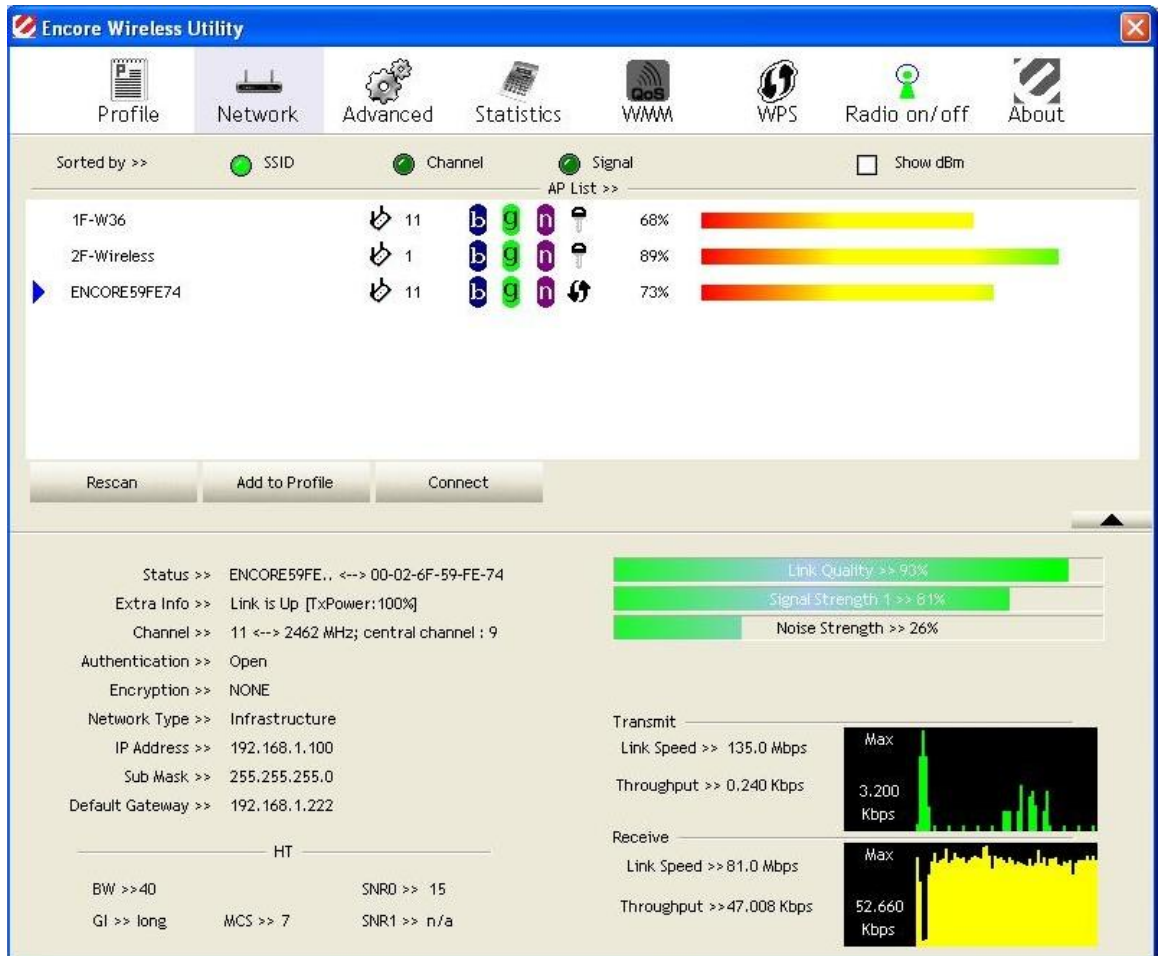 Encore Wireless Utility
Profile Network Advanced Statistics QoS WMM WPS Radio on/off About
Sorted by >> SSID Channel Signal Show dBm
AP List >>
1F-W36 11 b g n 68%
2F-Wireless 1 b g n 89%
ENCORE59FE74 11 b g n 73%
Rescan Add to Profile Connect
Status >> ENCORE59FE.. <--> 00-02-6F-59-FE-74
Extra Info >> Link is Up [TxPower:100%]
Channel >> 11 <--> 2462 MHz; central channel : 9
Authentication >> Open
Encryption >> NONE
Network Type >> Infrastructure
IP Address >> 192.168.1.100
Sub Mask >> 255.255.255.0
Default Gateway >> 192.168.1.222
HT
BW >>40 SNR0 >> 15
GI >> long MCS >> 7 SNR1 >> n/a
Link Quality >> 93%
Signal Strength 1 >> 81%
Noise Strength >> 26%
Transmit
Link Speed >> 135.0 Mbps
Throughput >> 0.240 Kbps
Max
3.200
Kbps
Receive
Link Speed >>81.0 Mbps
Throughput >>47.008 Kbps
Max
52.660
Kbps